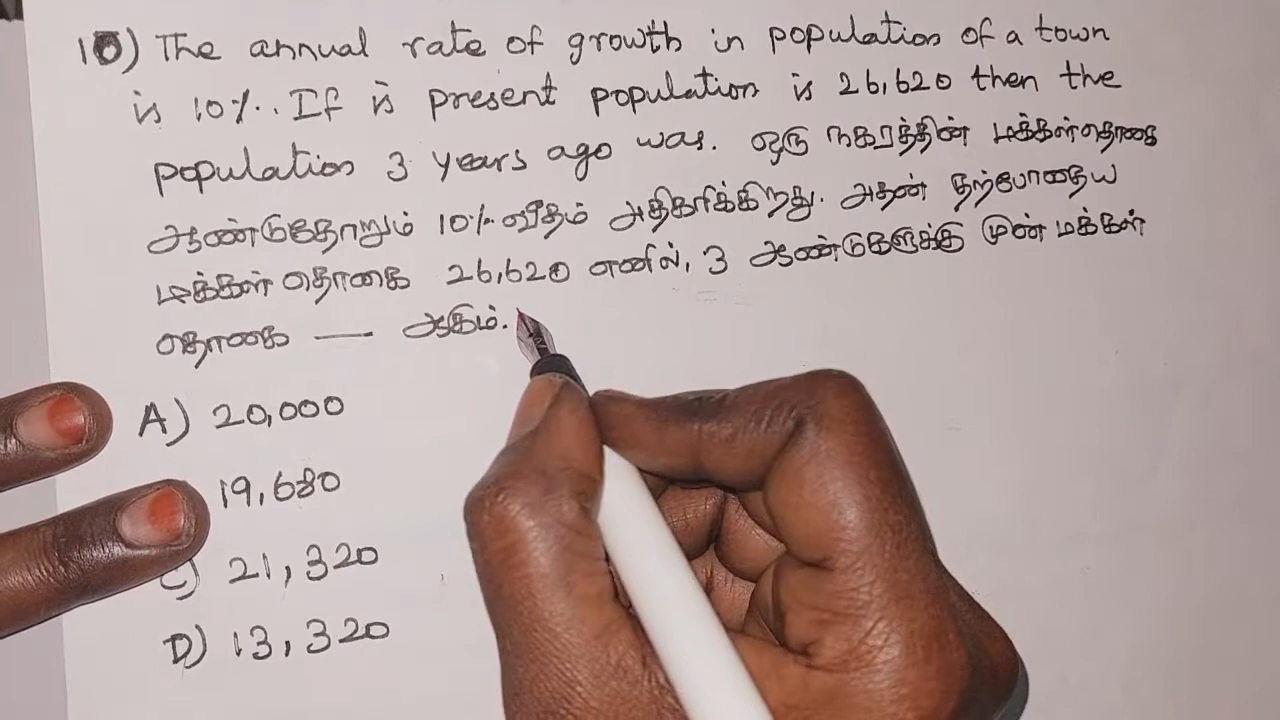 10) The annual rate of growth in population of a town
is 10%. If is present population is 26,620 then the
population 3 years ago was. ஒரு நகரத்தின் மக்கள்தொகை
ஆண்டுதோறும் 10% வீதம் அதிகரிக்கிறது. அதன் தற்போதைய
மக்கள் தொகை 26,620 எனில், 3 ஆண்டுகளுக்கு முன் மக்கள்
தொகை — ஆகும்.
A) 20,000
19,680
C) 21,320
D) 13,320